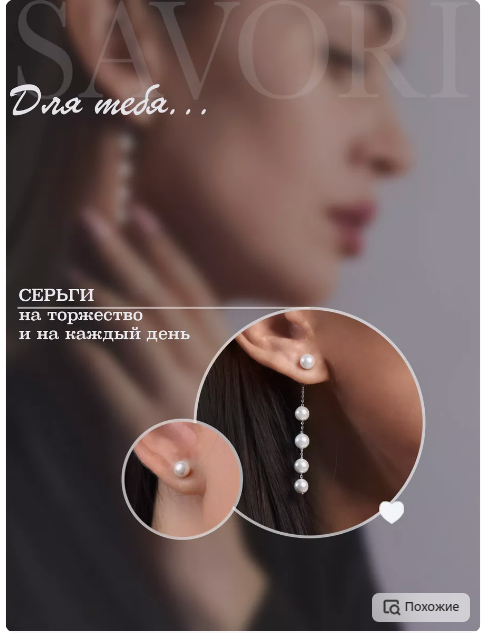 SAVORI
Для тебя...
СЕРЬГИ
на торжество
и на каждый день
Похожие